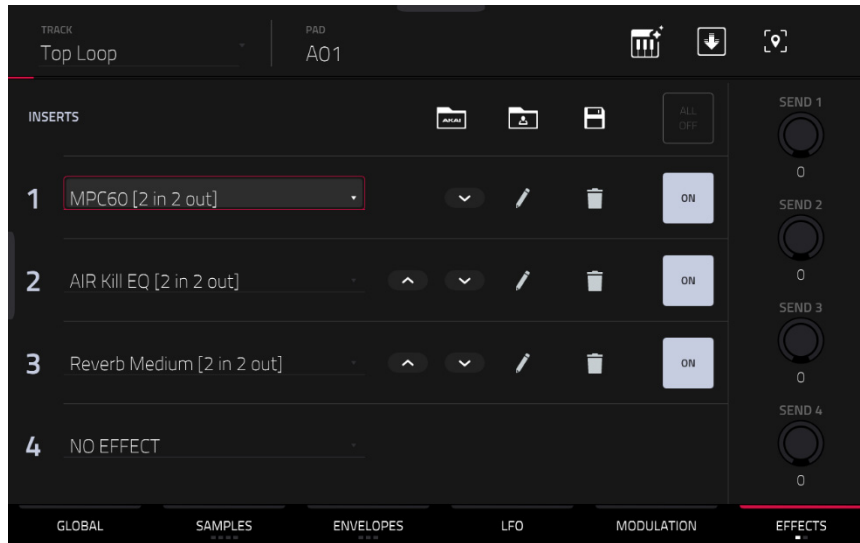 TRACK
Top Loop
PAD
A01
INSERTS
AKAI
ALL
OFF
SEND 1
0
1
MPC60 [2 in 2 out]
ON
SEND 2
0
2
AIR Kill EQ [2 in 2 out]
ON
SEND 3
0
3
Reverb Medium [2 in 2 out]
ON
SEND 4
0
4
NO EFFECT
GLOBAL
SAMPLES
ENVELOPES
LFO
MODULATION
EFFECTS